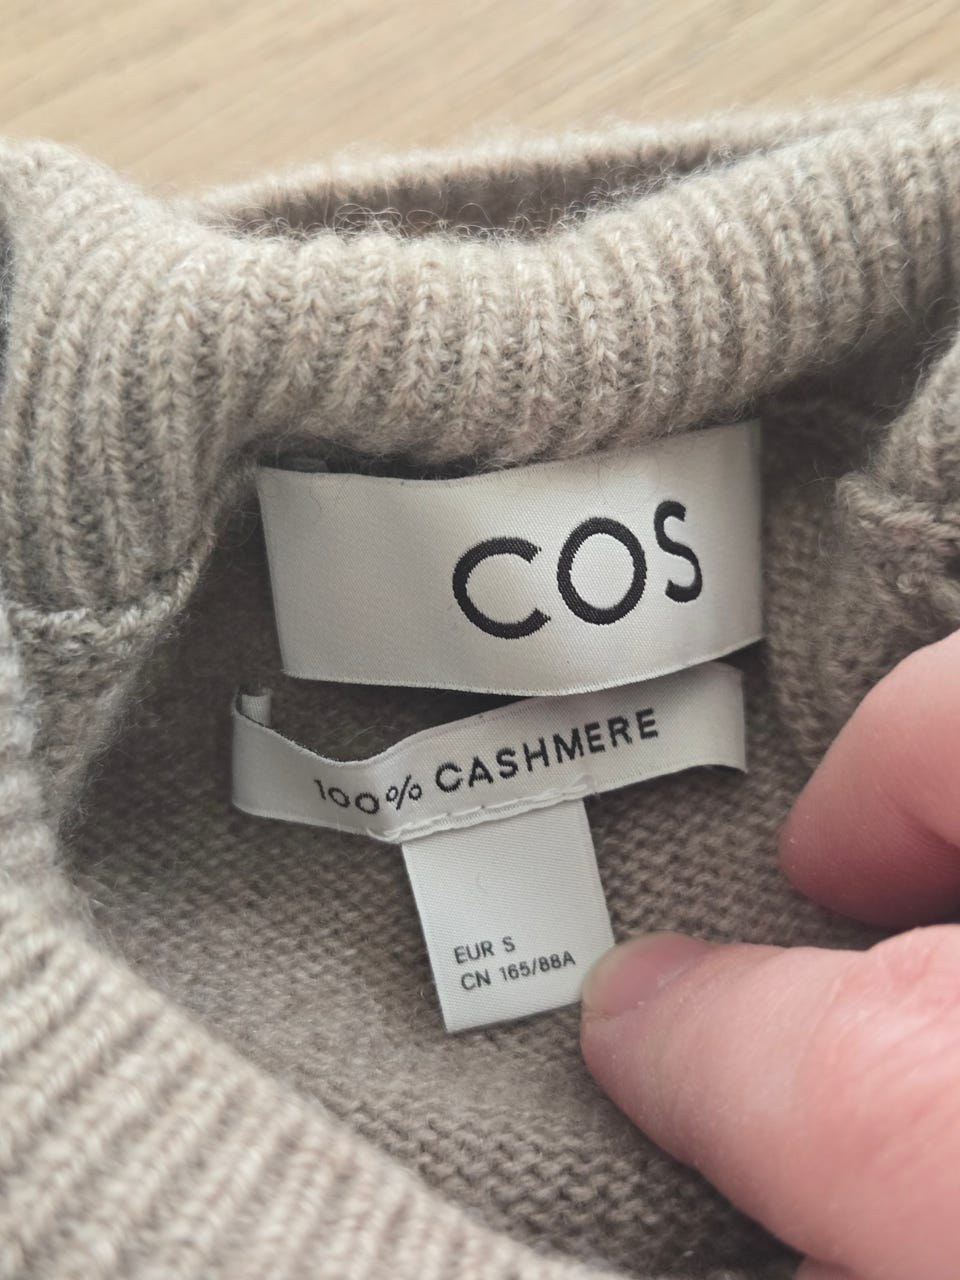 COS
100% CASHMERE
EUR S
CN 165/88A